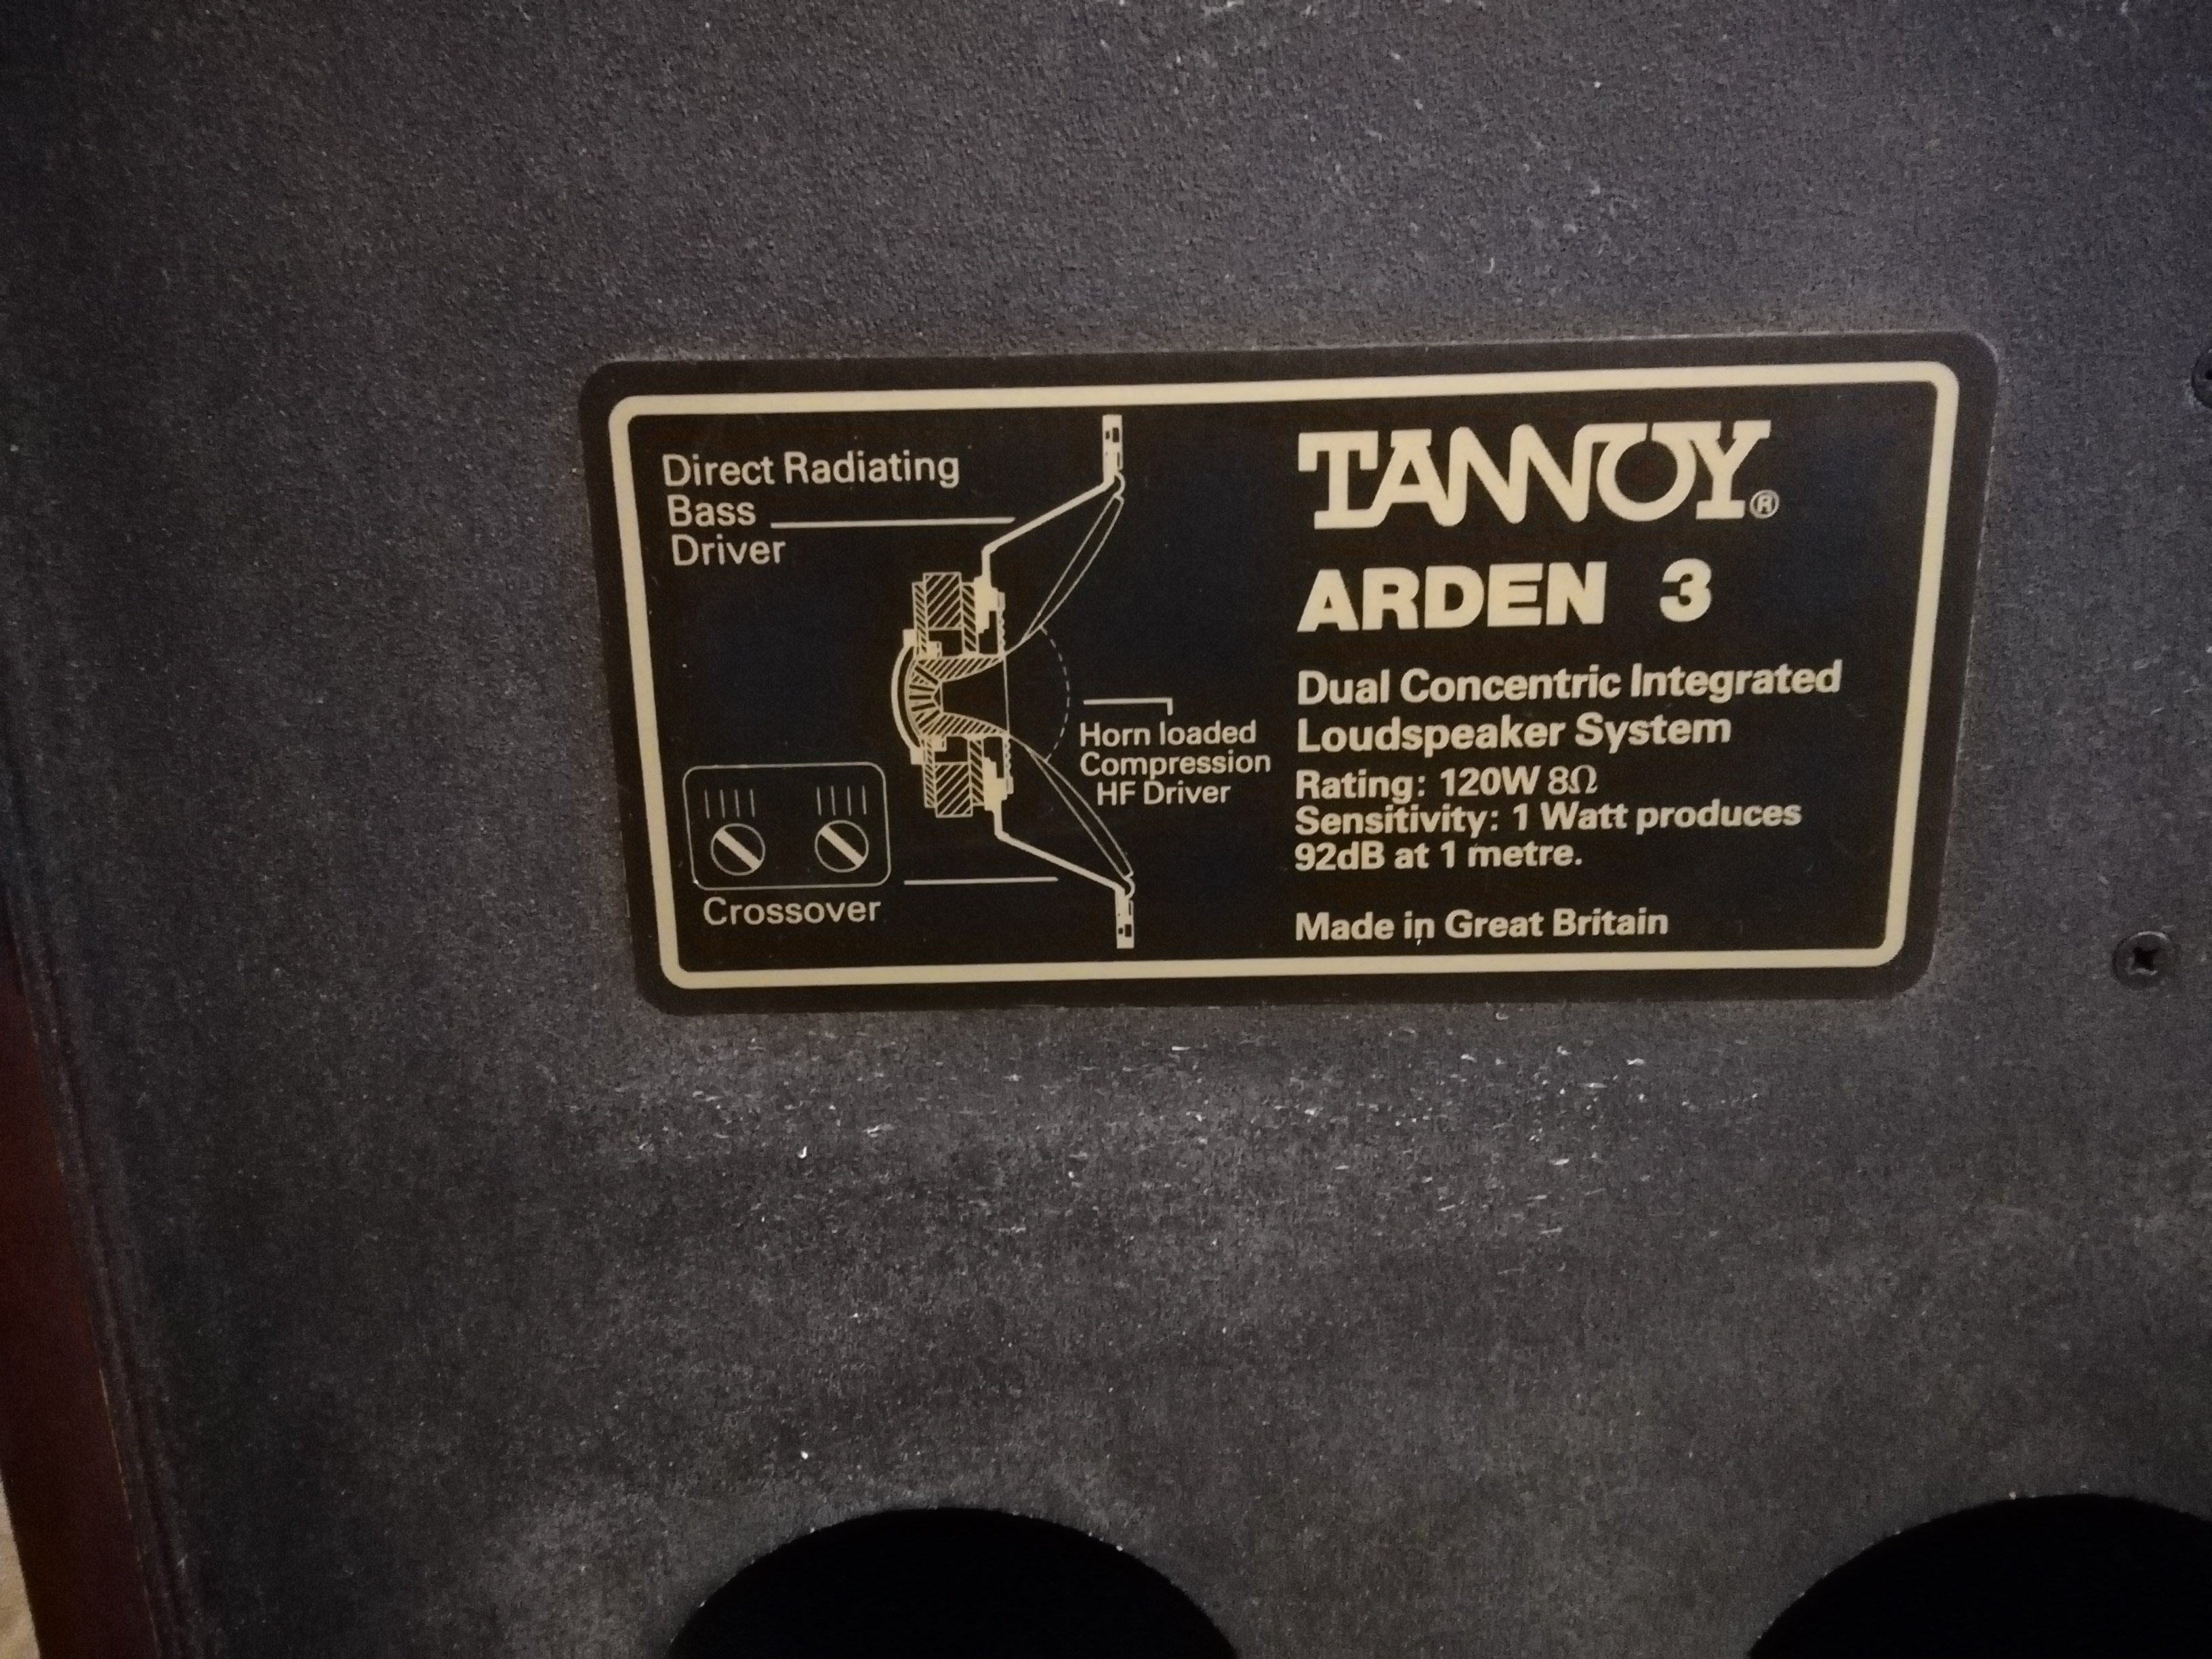 Direct Radiating
Bass
Driver
Horn loaded
Compression
HF Driver
Crossover
TANNOY®
ARDEN 3
Dual Concentric Integrated
Loudspeaker System
Rating: 120W 8Ω
Sensitivity: 1 Watt produces
92dB at 1 metre.
Made in Great Britain